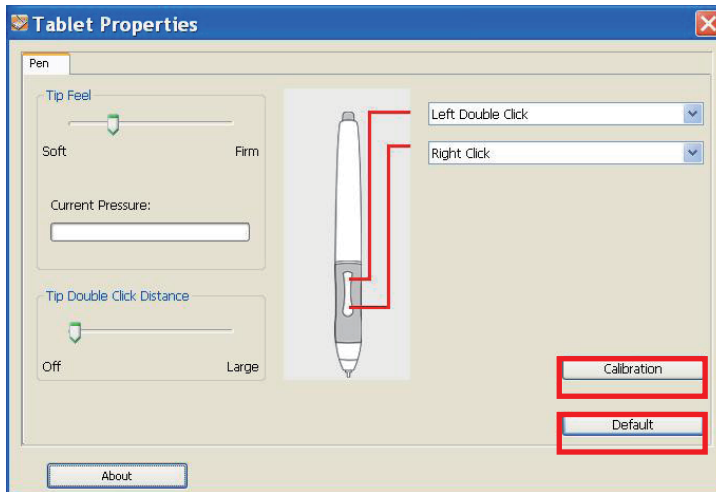 Tablet Properties
Pen
Tip Feel
Soft Firm
Current Pressure:
Tip Double Click Distance
Off Large
Left Double Click
Right Click
Calibration
Default
About